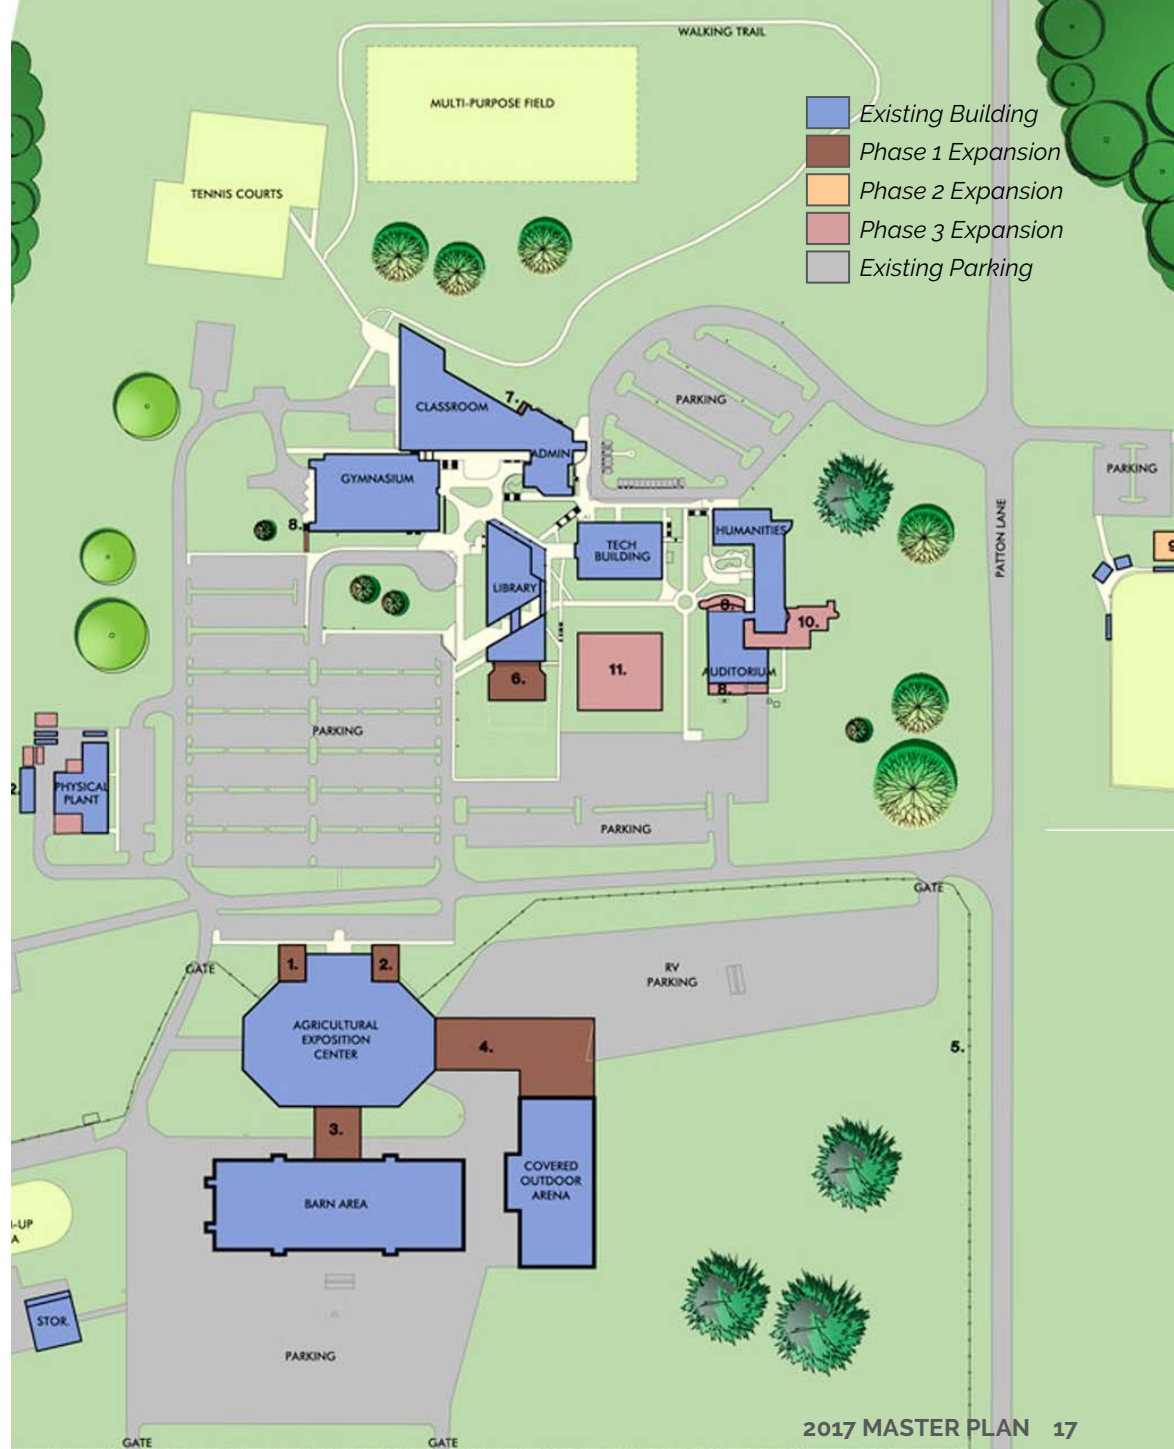 WALKING TRAIL
MULTI-PURPOSE FIELD
Existing Building
Phase 1 Expansion
Phase 2 Expansion
Phase 3 Expansion
Existing Parking
TENNIS COURTS
7.
CLASSROOM
PARKING
ADMIN
GYMNASIUM
PARKING
8.
HUMANITIES
TECH
BUILDING
PATTON LANE
9
LIBRARY
9.
10.
11.
AUDITORIUM
6.
8.
PARKING
2.
PHYSICAL
PLANT
PARKING
GATE
1.
2.
GATE
RV
PARKING
AGRICULTURAL
EXPOSITION
CENTER
4.
5.
3.
COVERED
OUTDOOR
ARENA
BARN AREA
-UP
A
STOR.
PARKING
GATE
GATE
2017 MASTER PLAN 17